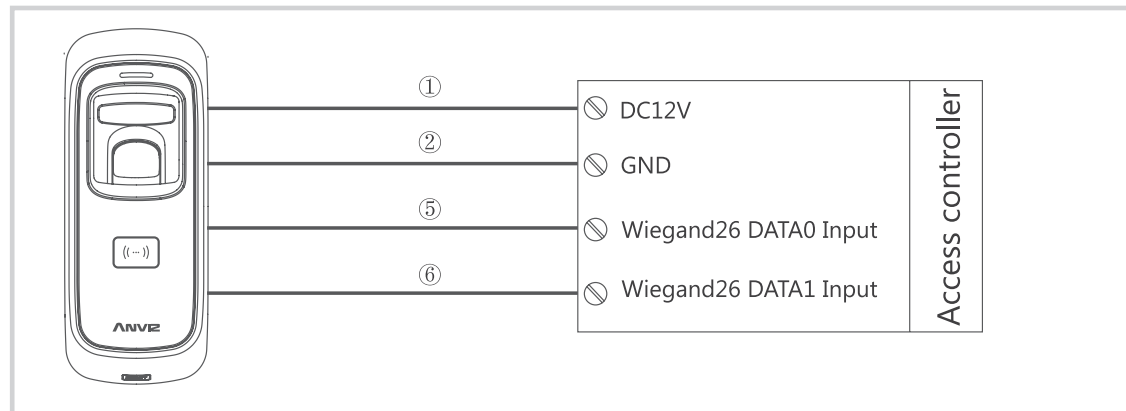 ①
DC12V
②
GND
⑤
Wiegand26 DATA0 Input
⑥
Wiegand26 DATA1 Input
Access controller
((···))
ANVIZ